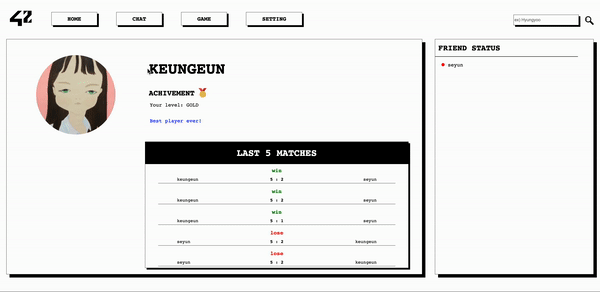 42
HOME
CHAT
GAME
SETTING
ex) Hyungyoo
KEUNGEUN
ACHIVEMENT
Your level: GOLD
Best player ever!
LAST 5 MATCHES
win
keungeun 5 : 2 seyun
win
keungeun 5 : 2 seyun
win
keungeun 5 : 1 seyun
lose
seyun 5 : 2 keungeun
lose
seyun 5 : 2 keungeun
FRIEND STATUS
seyun